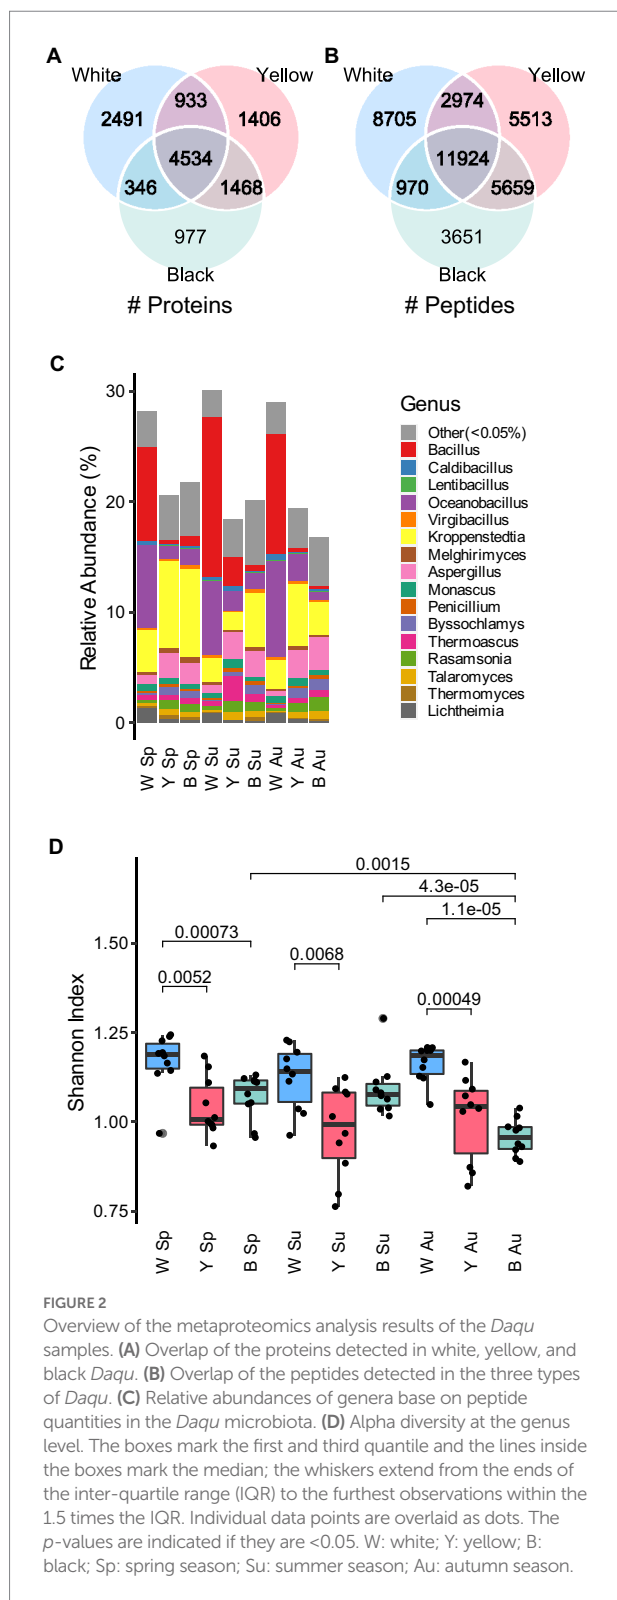 A
B
White
Yellow
White
Yellow
933
2974
2491
1406
8705
5513
4534
11924
346
1468
970
5659
977
3651
Black
Black
# Proteins
# Peptides
C
30
20
10
0
Relative Abundance (%)
Genus
Other(<0.05%)
Bacillus
Caldibacillus
Lentibacillus
Oceanobacillus
Virgibacillus
Kroppenstedtia
Melghirimyces
Aspergillus
Monascus
Penicillium
Byssochlamys
Thermoascus
Rasamsonia
Talaromyces
Thermomyces
Lichtheimia
W Sp
Y Sp
B Sp
W Su
Y Su
B Su
W Au
Y Au
B Au
D
0.0015
4.3e-05
1.1e-05
0.00073
0.0068
0.0052
0.00049
1.50
1.25
1.00
0.75
Shannon Index
W Sp
Y Sp
B Sp
W Su
Y Su
B Su
W Au
Y Au
B Au
FIGURE 2
Overview of the metaproteomics analysis results of the Daqu
samples. (A) Overlap of the proteins detected in white, yellow, and
black Daqu. (B) Overlap of the peptides detected in the three types
of Daqu. (C) Relative abundances of genera base on peptide
quantities in the Daqu microbiota. (D) Alpha diversity at the genus
level. The boxes mark the first and third quantile and the lines inside
the boxes mark the median; the whiskers extend from the ends of
the inter-quartile range (IQR) to the furthest observations within the
1.5 times the IQR. Individual data points are overlaid as dots. The
p-values are indicated if they are <0.05. W: white; Y: yellow; B:
black; Sp: spring season; Su: summer season; Au: autumn season.